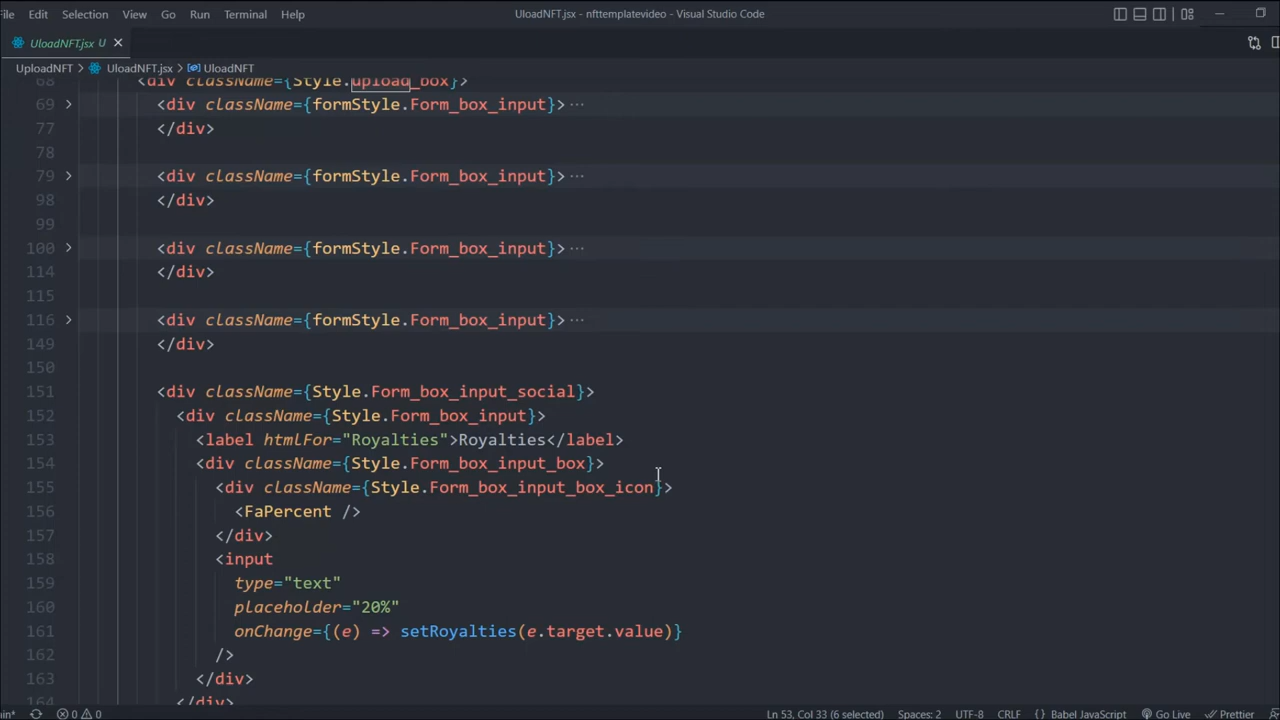 File Edit Selection View Go Run Terminal Help UloadNFT.jsx - nfttemplatevideo - Visual Studio Code
UloadNFT.jsx U
UploadNFT > UloadNFT.jsx > UloadNFT
68 <div className={Style.upload_box}>
69 <div className={formStyle.Form_box_input}> ...
77 </div>
78
79 <div className={formStyle.Form_box_input}> ...
98 </div>
99
100 <div className={formStyle.Form_box_input}> ...
114 </div>
115
116 <div className={formStyle.Form_box_input}> ...
149 </div>
150
151 <div className={Style.Form_box_input_social}>
152 <div className={Style.Form_box_input}>
153 <label htmlFor="Royalties">Royalties</label>
154 <div className={Style.Form_box_input_box}>
155 <div className={Style.Form_box_input_box_icon}>
156 <FaPercent />
157 </div>
158 <input
159 type="text"
160 placeholder="20%"
161 onChange={(e) => setRoyalties(e.target.value)}
162 />
163 </div>
164 </div>
main* 0 0 Ln 53, Col 33 (6 selected) Spaces: 2 UTF-8 CRLF { } Babel JavaScript Go Live Prettier